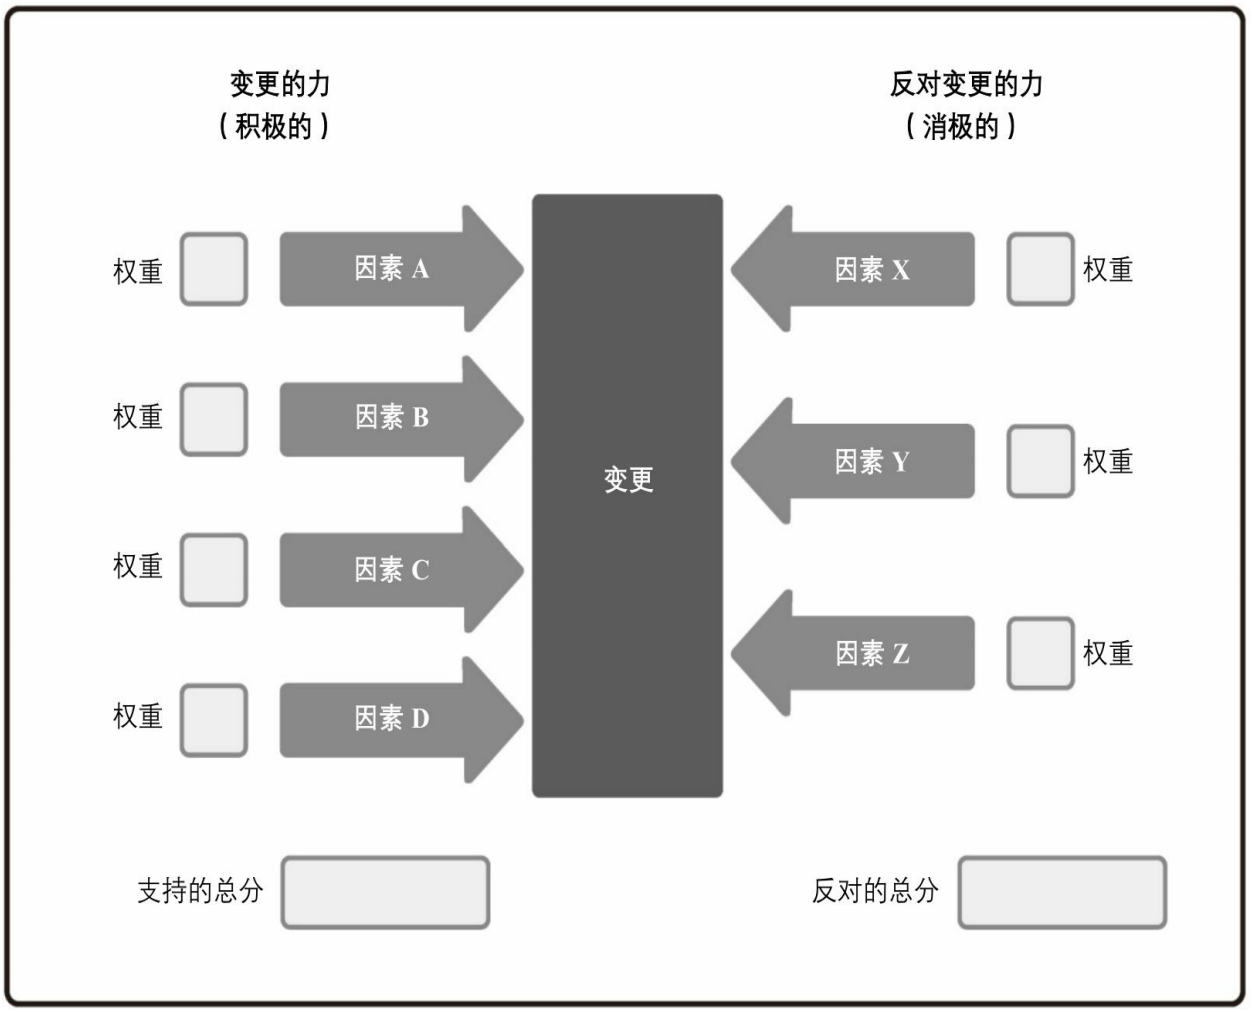 变更的力
（积极的）
反对变更的力
（消极的）
权重
因素 A
因素 X
权重
权重
因素 B
因素 Y
权重
变更
权重
因素 C
因素 Z
权重
权重
因素 D
支持的总分
反对的总分